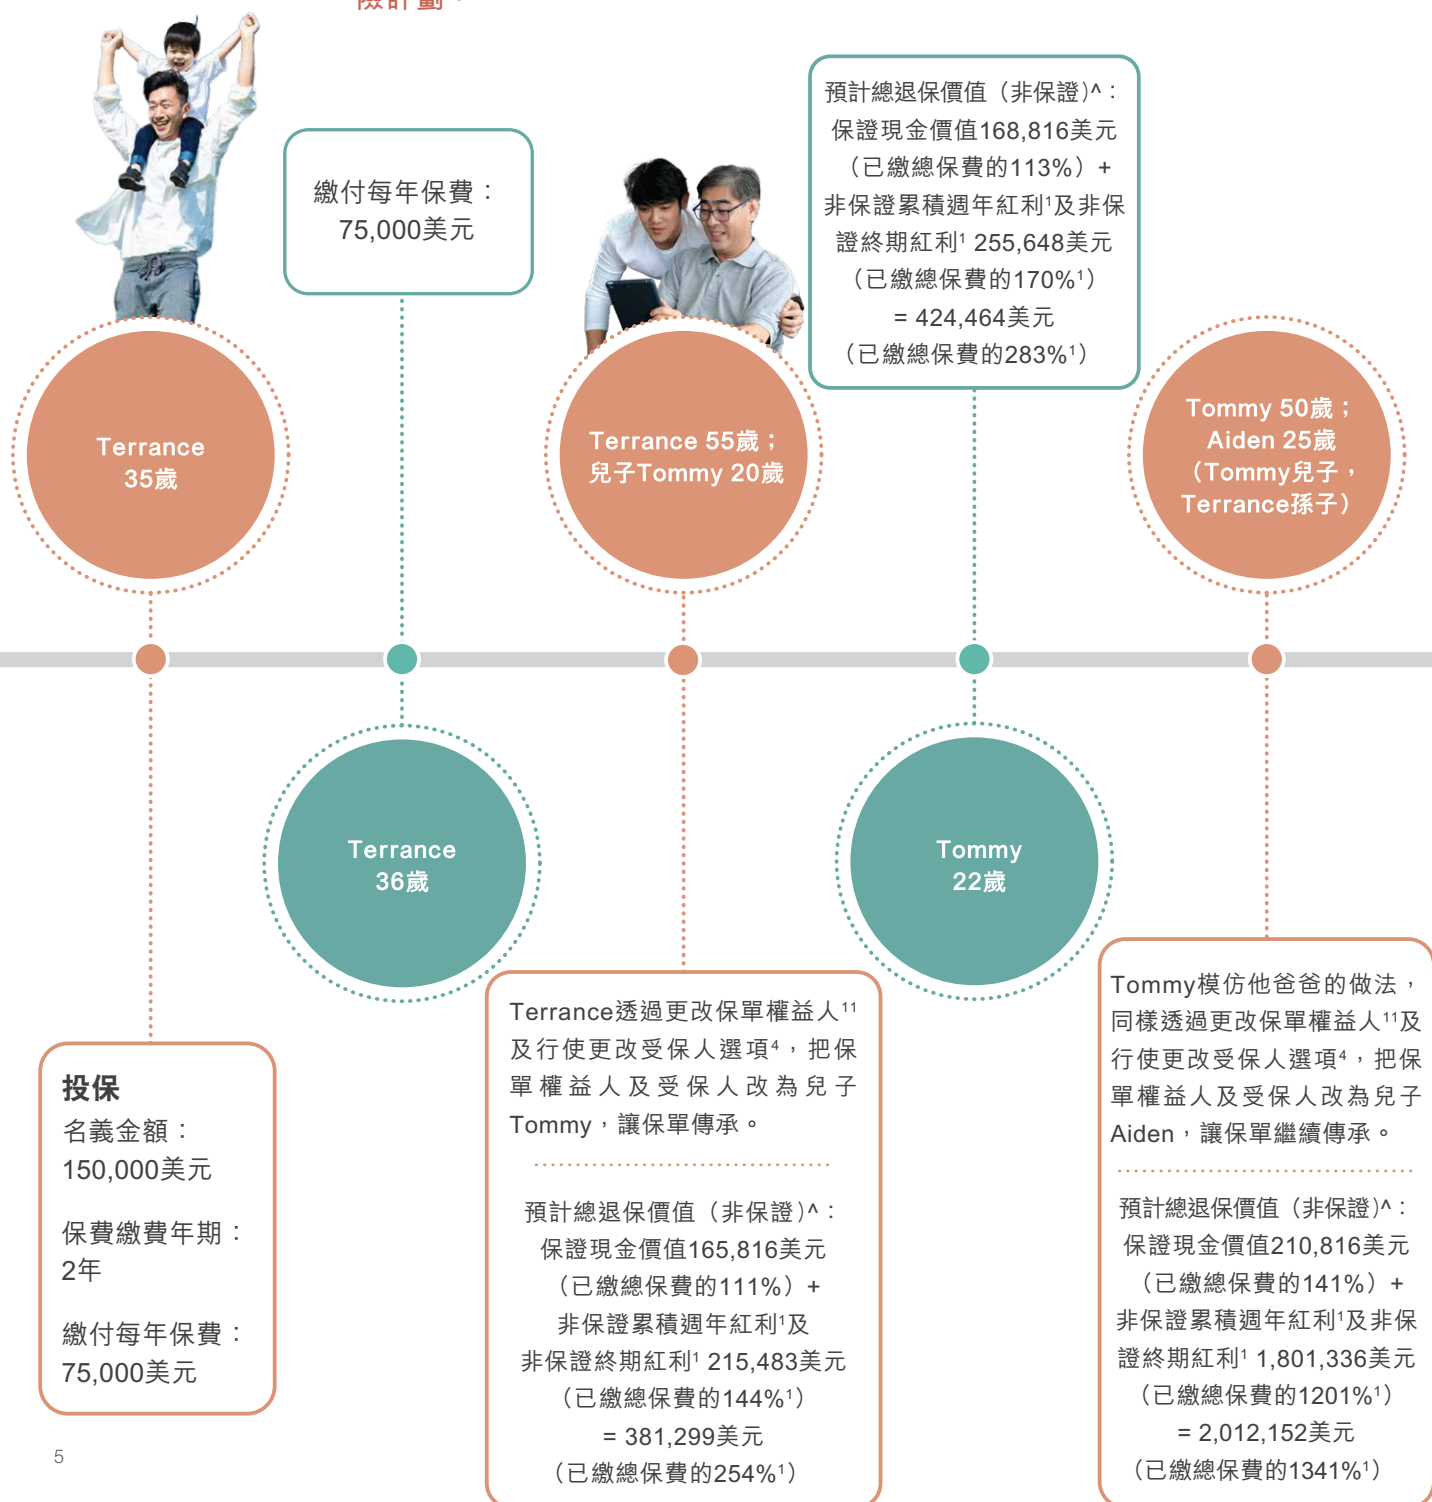 險計劃。
繳付每年保費：
75,000美元
預計總退保價值（非保證）^：
保證現金價值168,816美元
（已繳總保費的113%）+
非保證累積週年紅利¹及非保
證終期紅利¹ 255,648美元
（已繳總保費的170%¹）
= 424,464美元
（已繳總保費的283%¹）
Terrance
35歲
Terrance 55歲；
兒子Tommy 20歲
Tommy 50歲；
Aiden 25歲
（Tommy兒子，
Terrance孫子）
Terrance
36歲
Tommy
22歲
投保
名義金額：
150,000美元
保費繳費年期：
2年
繳付每年保費：
75,000美元
Terrance透過更改保單權益人¹¹
及行使更改受保人選項⁴，把保
單權益人及受保人改為兒子
Tommy，讓保單傳承。
預計總退保價值（非保證）^：
保證現金價值165,816美元
（已繳總保費的111%）+
非保證累積週年紅利¹及
非保證終期紅利¹ 215,483美元
（已繳總保費的144%¹）
= 381,299美元
（已繳總保費的254%¹）
Tommy模仿他爸爸的做法，
同樣透過更改保單權益人¹¹及
行使更改受保人選項⁴，把保
單權益人及受保人改為兒子
Aiden，讓保單繼續傳承。
預計總退保價值（非保證）^：
保證現金價值210,816美元
（已繳總保費的141%）+
非保證累積週年紅利¹及非保
證終期紅利¹ 1,801,336美元
（已繳總保費的1201%¹）
= 2,012,152美元
（已繳總保費的1341%¹）
5